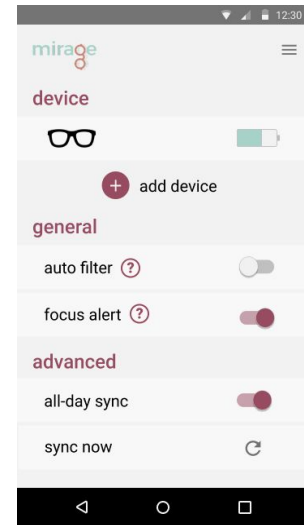 12:30
mirage
device
add device
general
auto filter ?
focus alert ?
advanced
all-day sync
sync now